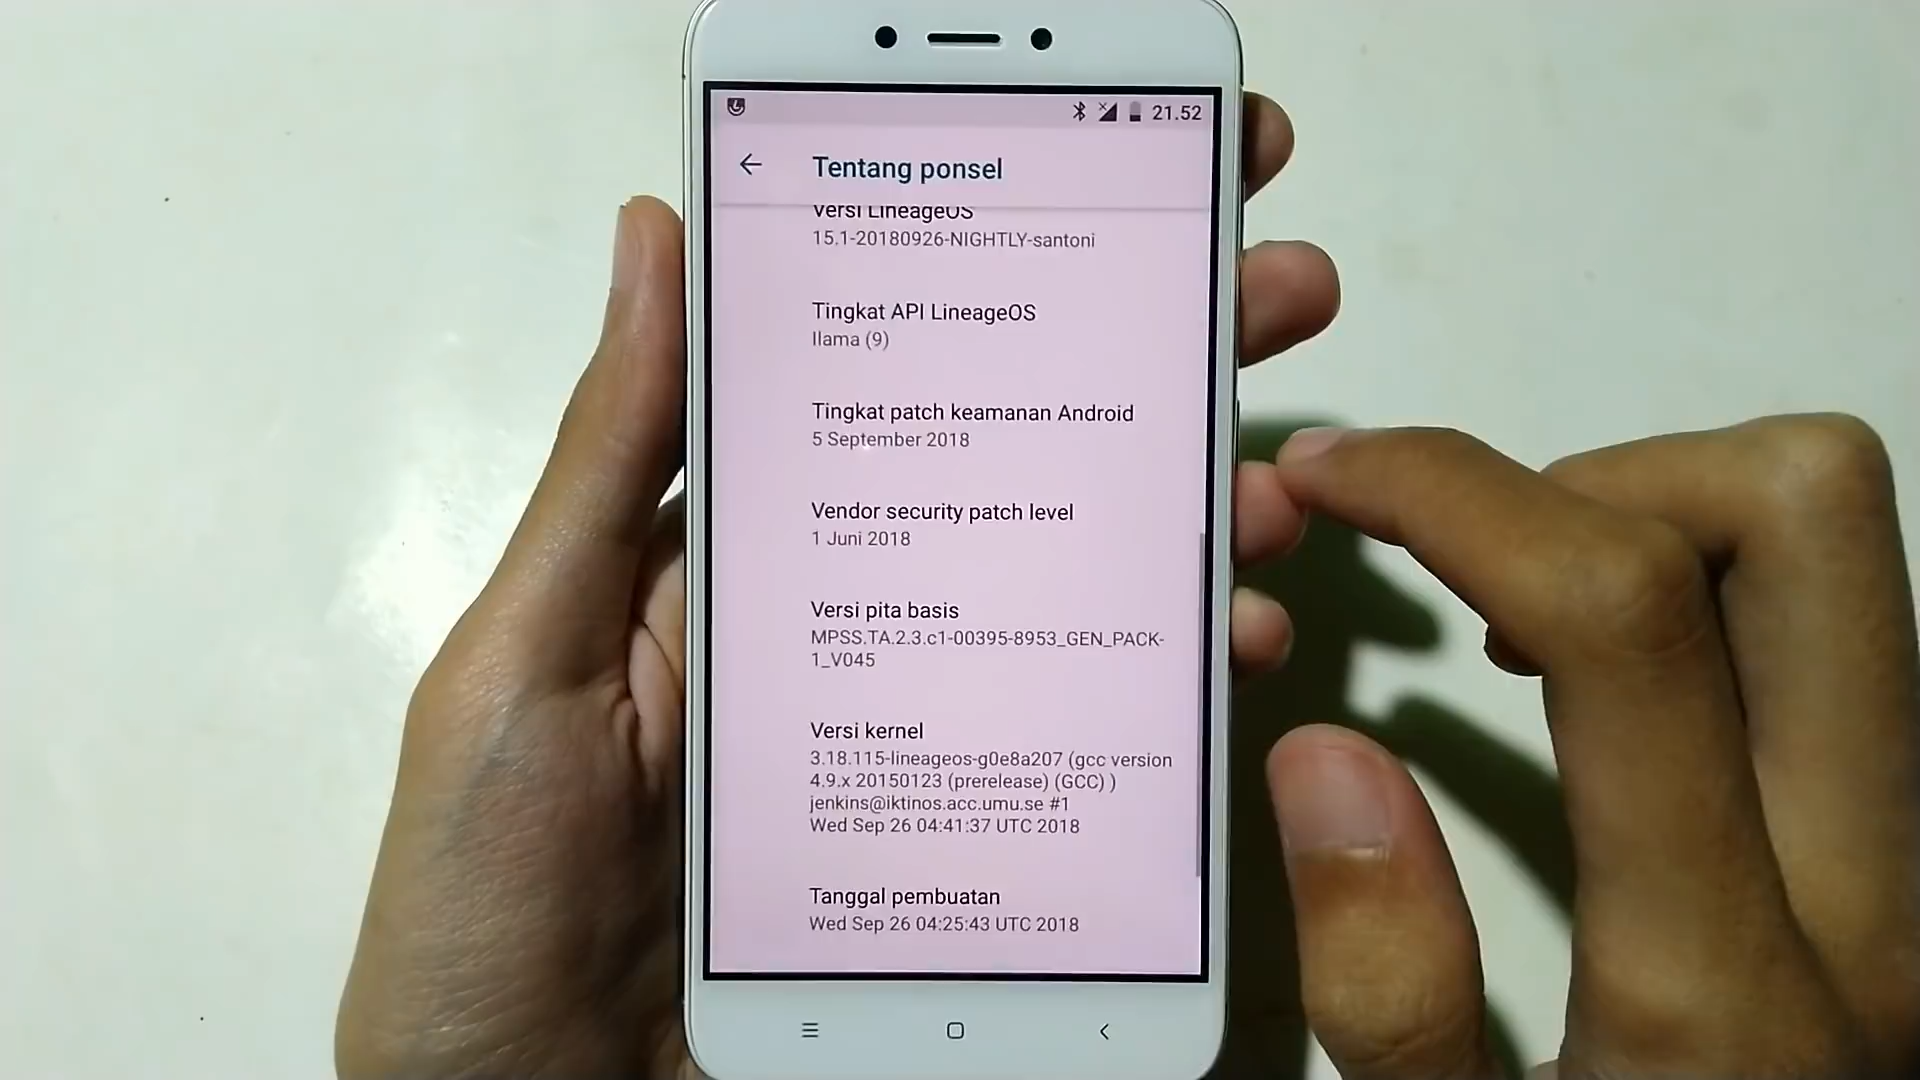 21.52
Tentang ponsel
Versi LineageOS
15.1-20180926-NIGHTLY-santoni
Tingkat API LineageOS
llama (9)
Tingkat patch keamanan Android
5 September 2018
Vendor security patch level
1 Juni 2018
Versi pita basis
MPSS.TA.2.3.c1-00395-8953_GEN_PACK-
1_V045
Versi kernel
3.18.115-lineageos-g0e8a207 (gcc version
4.9.x 20150123 (prerelease) (GCC) )
jenkins@iktinos.acc.umu.se #1
Wed Sep 26 04:41:37 UTC 2018
Tanggal pembuatan
Wed Sep 26 04:25:43 UTC 2018